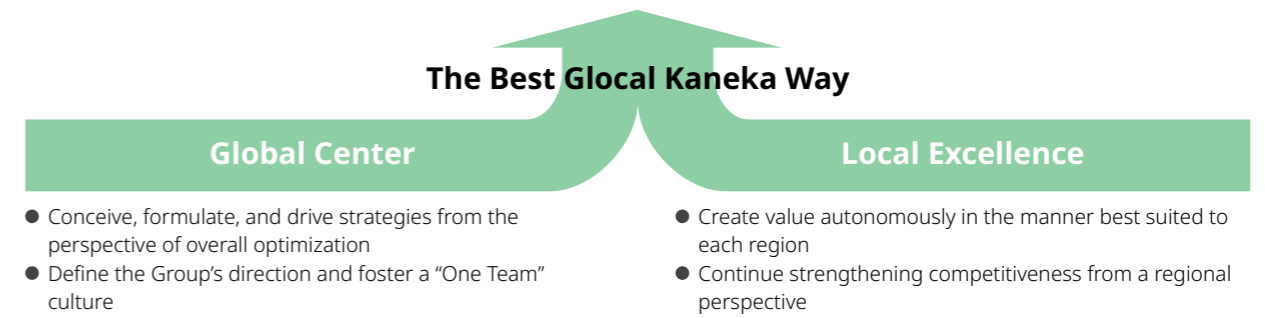 The Best Glocal Kaneka Way
Global Center
● Conceive, formulate, and drive strategies from the
perspective of overall optimization
● Define the Group’s direction and foster a “One Team”
culture
Local Excellence
● Create value autonomously in the manner best suited to
each region
● Continue strengthening competitiveness from a regional
perspective